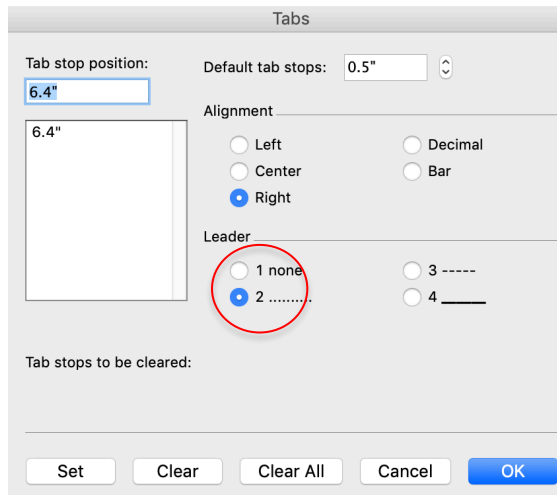 Tabs
Tab stop position:
Default tab stops: 0.5"
6.4"
6.4"
Alignment
Left
Decimal
Center
Bar
Right
Leader
1 none
3 -----
2 ..........
4 _____
Tab stops to be cleared:
Set Clear Clear All Cancel OK